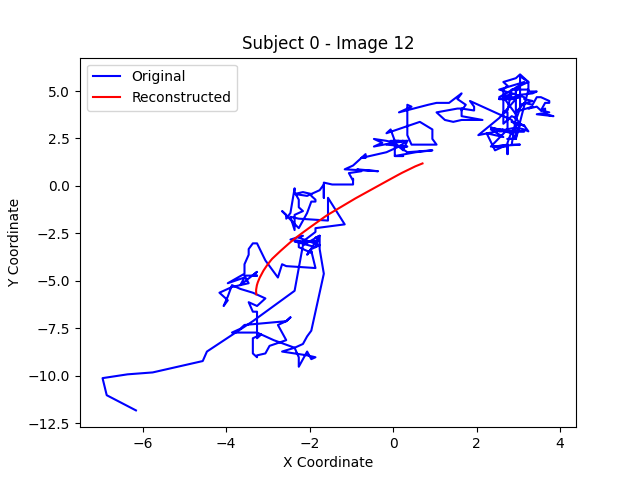 Subject 0 - Image 12
Original
Reconstructed
Y Coordinate
5.0
2.5
0.0
−2.5
−5.0
−7.5
−10.0
−12.5
−6
−4
−2
0
2
4
X Coordinate